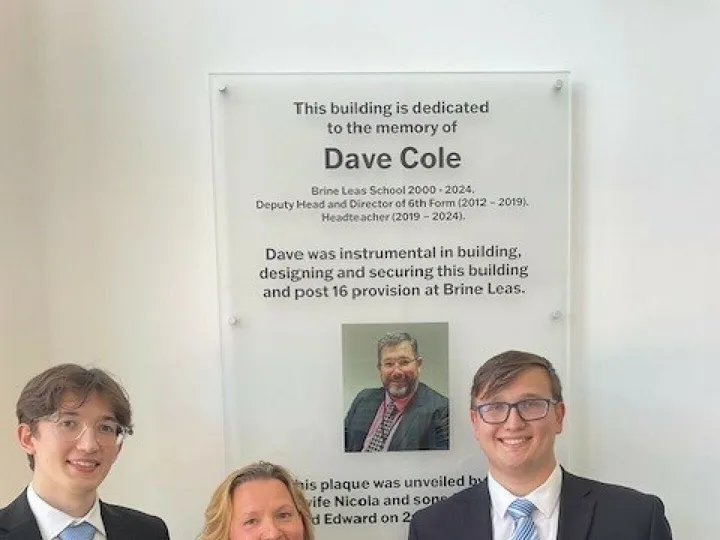 This building is dedicated
to the memory of
Dave Cole
Brine Leas School 2000 - 2024.
Deputy Head and Director of 6th Form (2012 – 2019).
Headteacher (2019 – 2024).
Dave was instrumental in building,
designing and securing this building
and post 16 provision at Brine Leas.
his plaque was unveiled by
wife Nicola and sons
Edward on